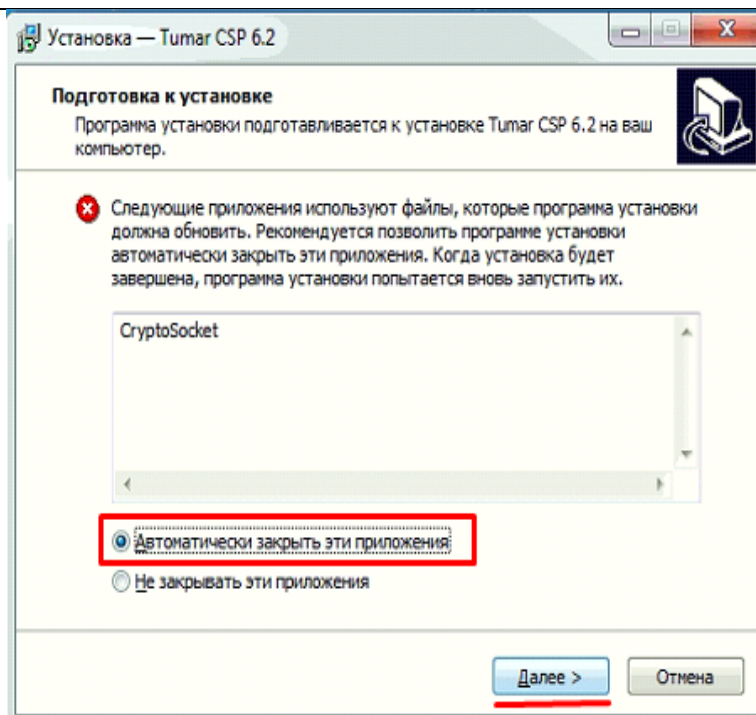 Установка — Tumar CSP 6.2
Подготовка к установке
Программа установки подготавливается к установке Tumar CSP 6.2 на ваш
компьютер.
Следующие приложения используют файлы, которые программа установки
должна обновить. Рекомендуется позволить программе установки
автоматически закрыть эти приложения. Когда установка будет
завершена, программа установки попытается вновь запустить их.
CryptoSocket
Автоматически закрыть эти приложения
Не закрывать эти приложения
Далее >
Отмена